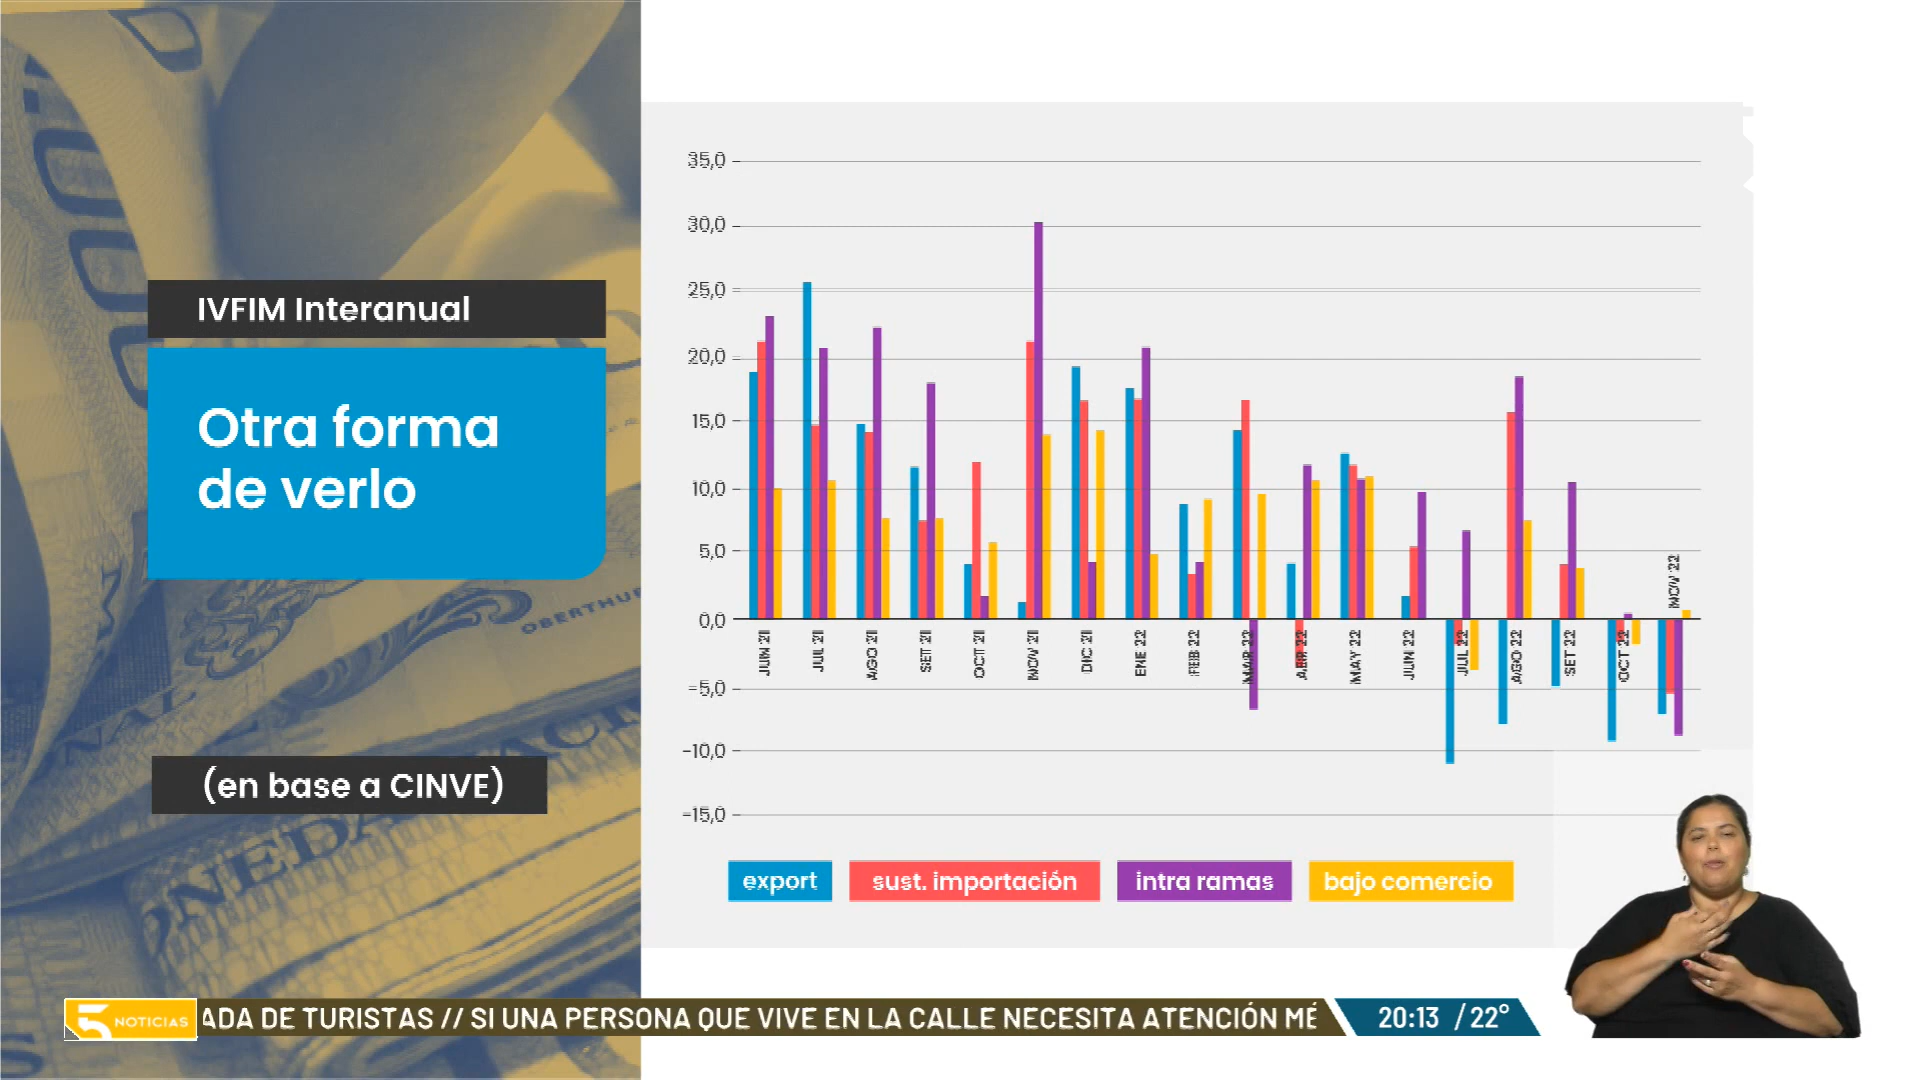 IVFIM Interanual
Otra forma
de verlo
(en base a CINVE)
35,0
30,0
25,0
20,0
15,0
10,0
5,0
0,0
-5,0
-10,0
-15,0
JUN 21
JUL 21
AGO 21
SET 21
OCT 21
NOV 21
DIC 21
ENE 22
FEB 22
MAR 22
ABR 22
MAY 22
JUN 22
JUL 22
AGO 22
SET 22
OCT 22
NOV 22
export
sust. importación
intra ramas
bajo comercio
OBERTHU
NEDA
5 NOTICIAS
ADA DE TURISTAS // SI UNA PERSONA QUE VIVE EN LA CALLE NECESITA ATENCIÓN MÉ
20:13 / 22°